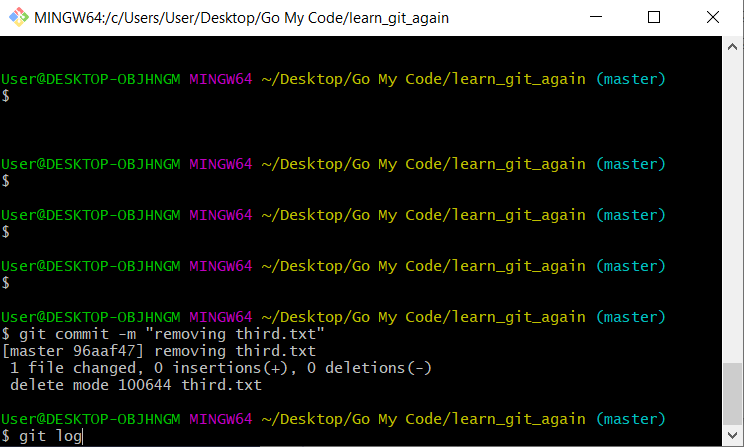 MINGW64:/c/Users/User/Desktop/Go My Code/learn_git_again
User@DESKTOP-OBJHNGM MINGW64 ~/Desktop/Go My Code/learn_git_again (master)
$
User@DESKTOP-OBJHNGM MINGW64 ~/Desktop/Go My Code/learn_git_again (master)
$
User@DESKTOP-OBJHNGM MINGW64 ~/Desktop/Go My Code/learn_git_again (master)
$
User@DESKTOP-OBJHNGM MINGW64 ~/Desktop/Go My Code/learn_git_again (master)
$
User@DESKTOP-OBJHNGM MINGW64 ~/Desktop/Go My Code/learn_git_again (master)
$ git commit -m "removing third.txt"
[master 96aaf47] removing third.txt
 1 file changed, 0 insertions(+), 0 deletions(-)
 delete mode 100644 third.txt
User@DESKTOP-OBJHNGM MINGW64 ~/Desktop/Go My Code/learn_git_again (master)
$ git log